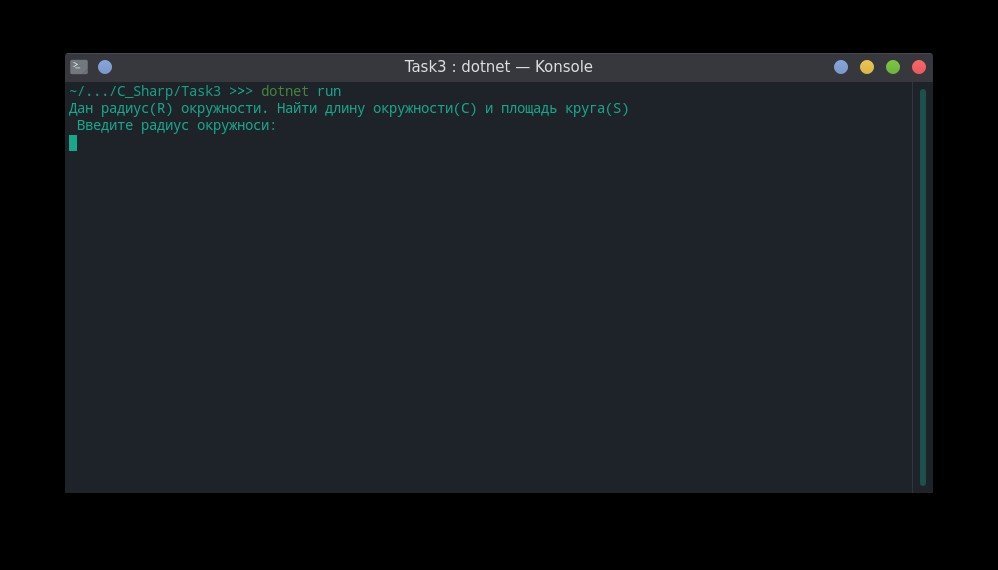 Task3 : dotnet — Konsole
~/.../C_Sharp/Task3 >>> dotnet run
Дан радиус(R) окружности. Найти длину окружности(C) и площадь круга(S)
Введите радиус окружноси: